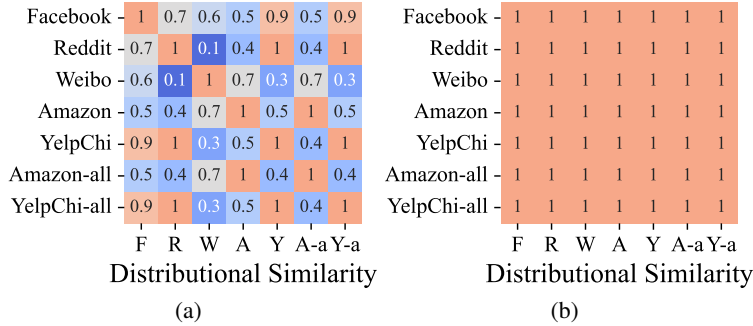 Facebook 1 0.7 0.6 0.5 0.9 0.5 0.9
Reddit 0.7 1 0.1 0.4 1 0.4 1
Weibo 0.6 0.1 1 0.7 0.3 0.7 0.3
Amazon 0.5 0.4 0.7 1 0.5 1 0.5
YelpChi 0.9 1 0.3 0.5 1 0.4 1
Amazon-all 0.5 0.4 0.7 1 0.4 1 0.4
YelpChi-all 0.9 1 0.3 0.5 1 0.4 1
F R W A Y A-a Y-a
Distributional Similarity
(a)
Facebook 1 1 1 1 1 1 1
Reddit 1 1 1 1 1 1 1
Weibo 1 1 1 1 1 1 1
Amazon 1 1 1 1 1 1 1
YelpChi 1 1 1 1 1 1 1
Amazon-all 1 1 1 1 1 1 1
YelpChi-all 1 1 1 1 1 1 1
F R W A Y A-a Y-a
Distributional Similarity
(b)